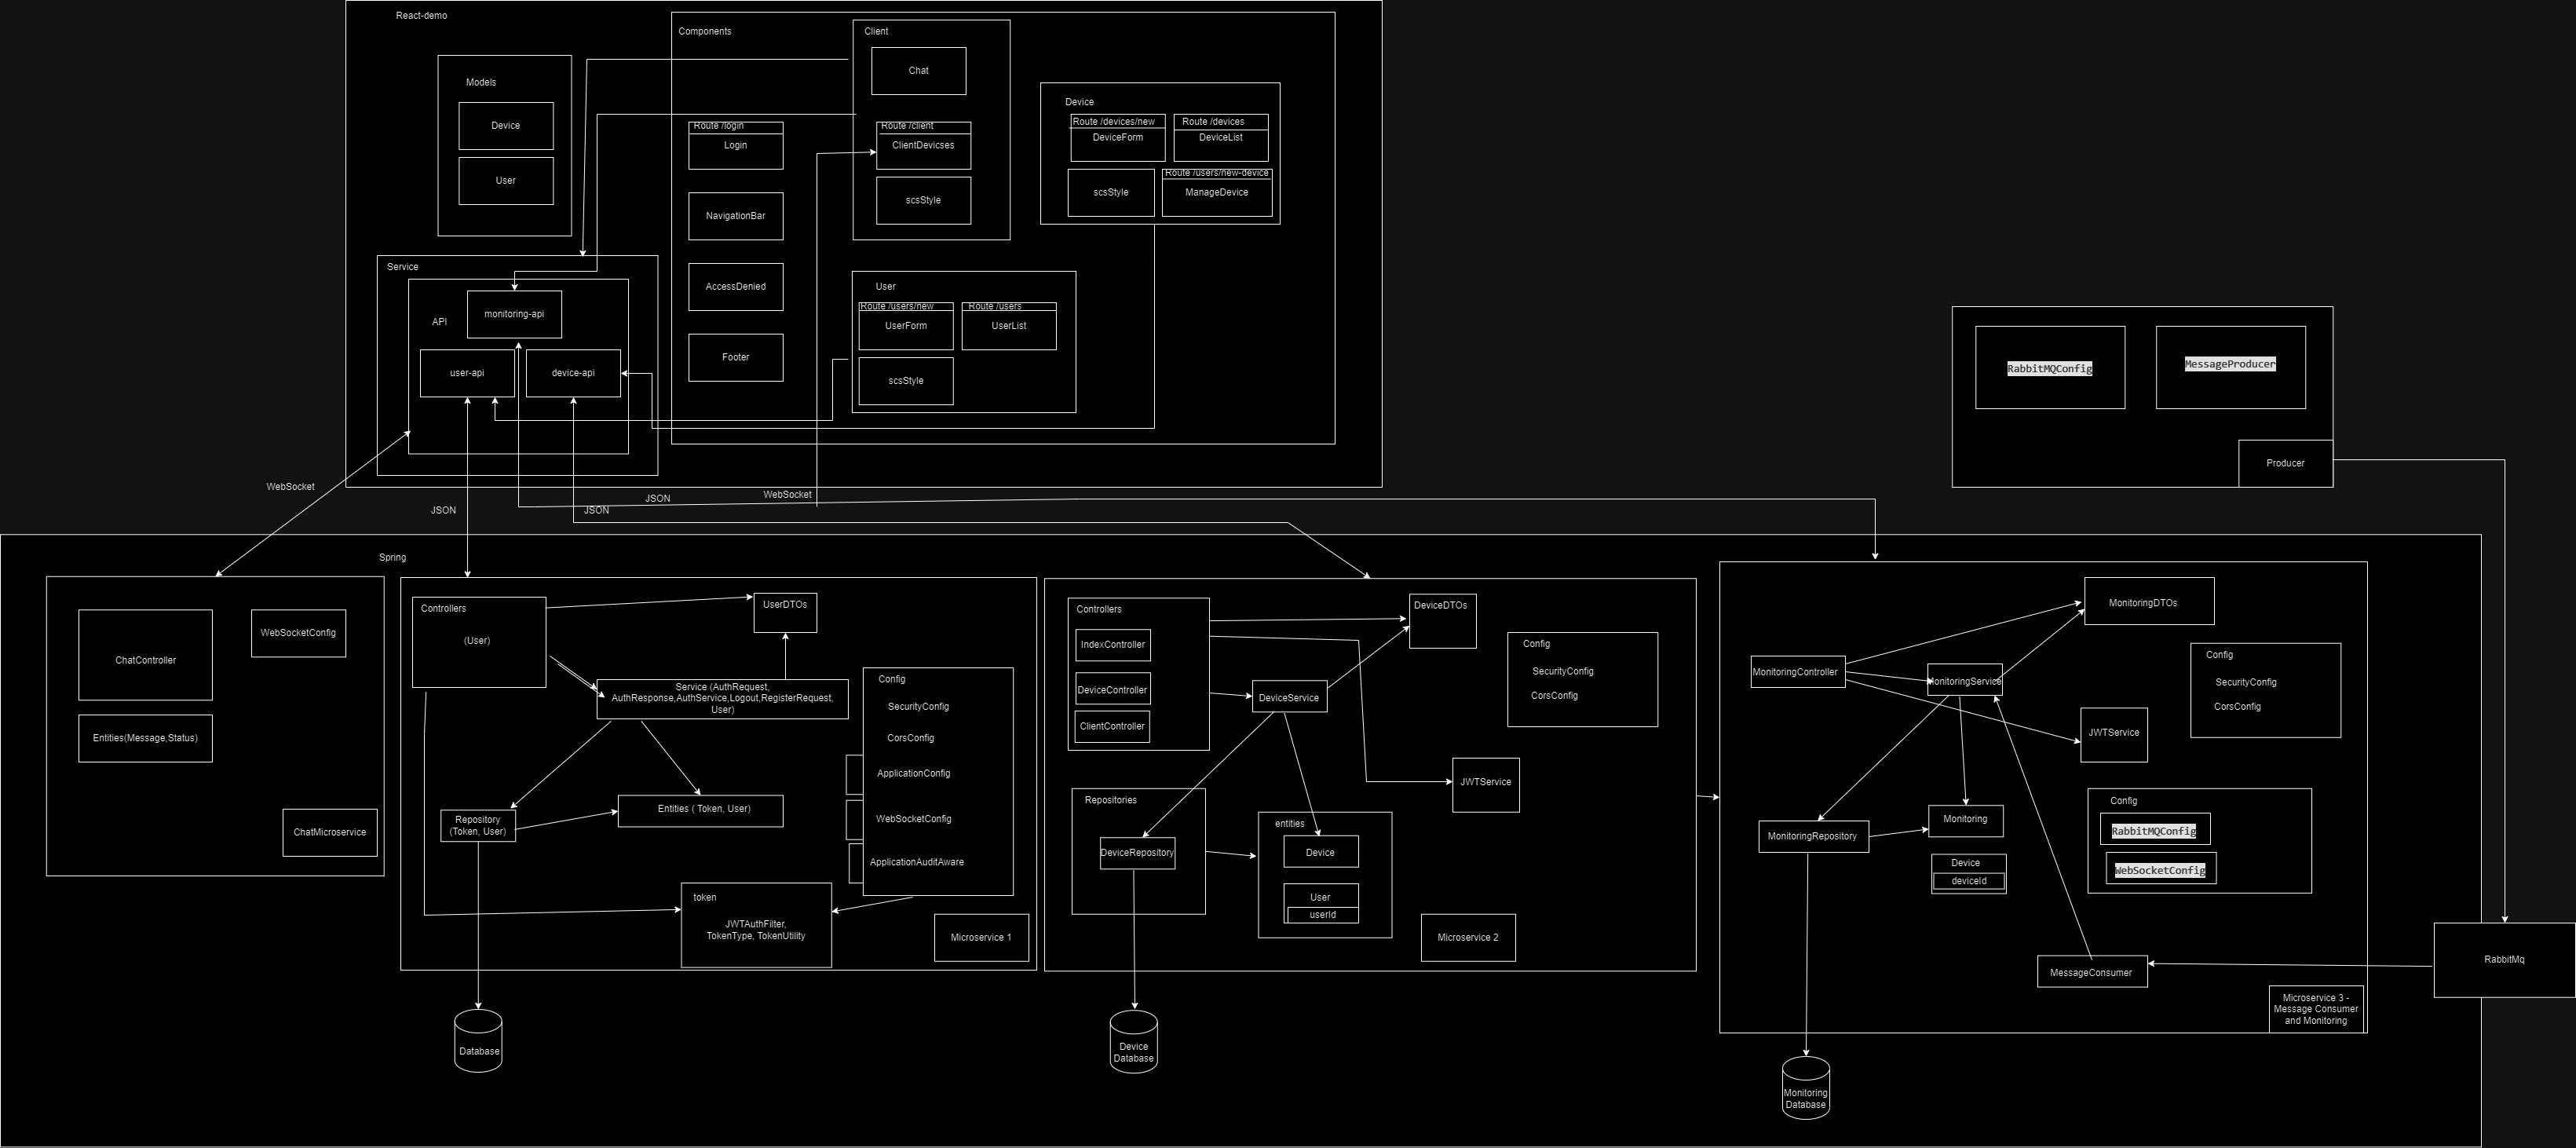 React-demo
Models
Device
User
Components
Client
Chat
Route /client
ClientDevicses
scsStyle
Route /login
Login
NavigationBar
AccessDenied
Footer
Device
Route /devices/new
DeviceForm
Route /devices
DeviceList
scsStyle
Route /users/new-device
ManageDevice
User
Route /users/new
UserForm
Route /users
UserList
scsStyle
Service
API
monitoring-api
user-api
device-api
RabbitMQConfig
MessageProducer
Producer
WebSocket
JSON
JSON
JSON
WebSocket
Spring
ChatController
WebSocketConfig
Entities(Message,Status)
ChatMicroservice
Controllers
(User)
UserDTOs
Service (AuthRequest,
AuthResponse,AuthService,Logout,RegisterRequest,
User)
Config
SecurityConfig
CorsConfig
ApplicationConfig
WebSocketConfig
ApplicationAuditAware
Repository
(Token, User)
Entities ( Token, User)
token
JWTAuthFilter,
TokenType, TokenUtility
Microservice 1
Database
Controllers
IndexController
DeviceController
ClientController
DeviceDTOs
DeviceService
Config
SecurityConfig
CorsConfig
JWTService
Repositories
DeviceRepository
entities
Device
User
userId
Microservice 2
Device
Database
MonitoringController
MonitoringService
MonitoringDTOs
Config
SecurityConfig
CorsConfig
JWTService
MonitoringRepository
Monitoring
Device
deviceId
Config
RabbitMQConfig
WebSocketConfig
MessageConsumer
Microservice 3 -
Message Consumer
and Monitoring
RabbitMq
Monitoring
Database